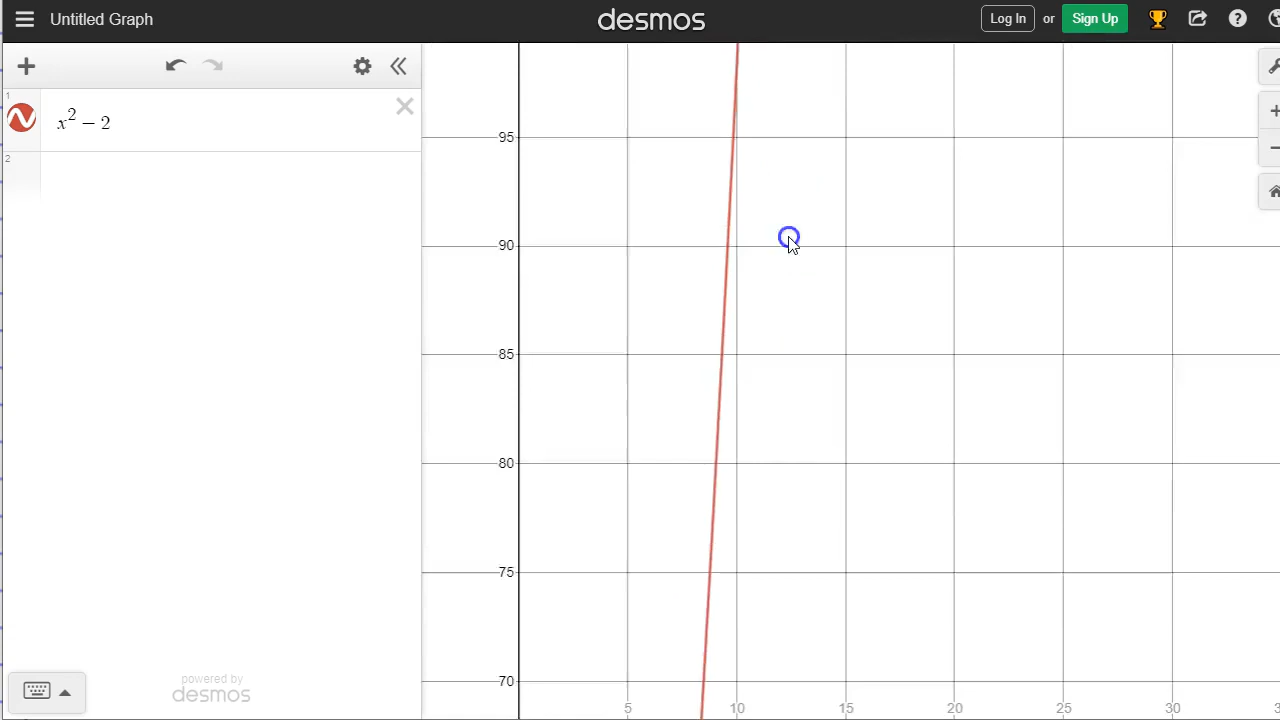 Untitled Graph
desmos
Log In or Sign Up
1
x² − 2
2
powered by
desmos
95
90
85
80
75
70
5 10 15 20 25 30